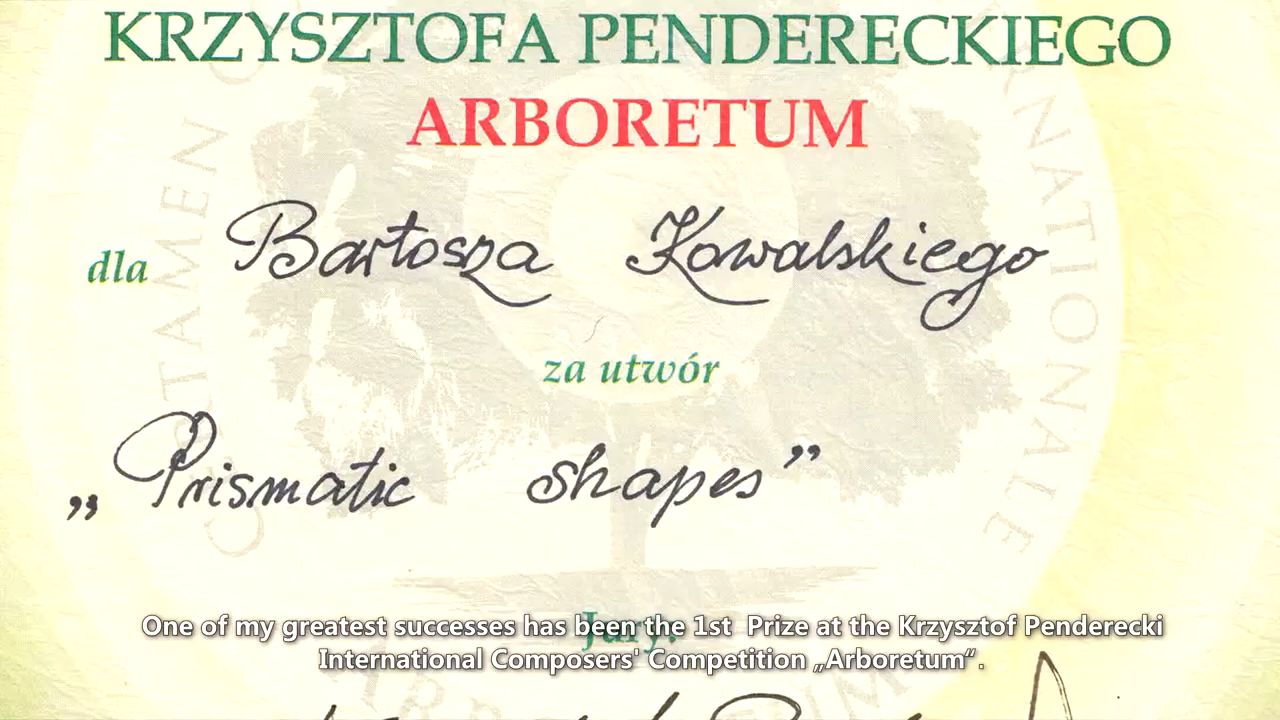 KRZYSZTOFA PENDERECKIEGO
ARBORETUM
dla Bartosza Kowalskiego
za utwór
„Prismatic shapes”
Jury:
One of my greatest successes has been the 1st Prize at the Krzysztof Penderecki
International Composers' Competition „Arboretum“.